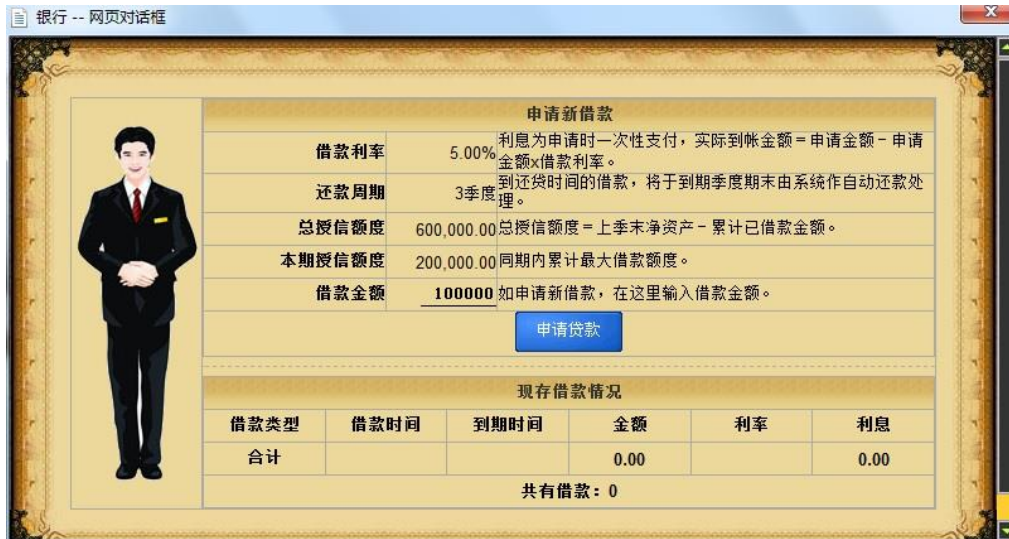 银行 -- 网页对话框
申请新借款
借款利率 5.00% 利息为申请时一次性支付，实际到帐金额＝申请金额－申请
金额x借款利率。
还款周期 3季度 到还贷时间的借款，将于到期季度期末由系统作自动还款处
理。
总授信额度 600,000.00 总授信额度＝上季末净资产－累计已借款金额。
本期授信额度 200,000.00 同期内累计最大借款额度。
借款金额 100000 如申请新借款，在这里输入借款金额。
申请贷款
现存借款情况
借款类型 借款时间 到期时间 金额 利率 利息
合计 0.00 0.00
共有借款：0